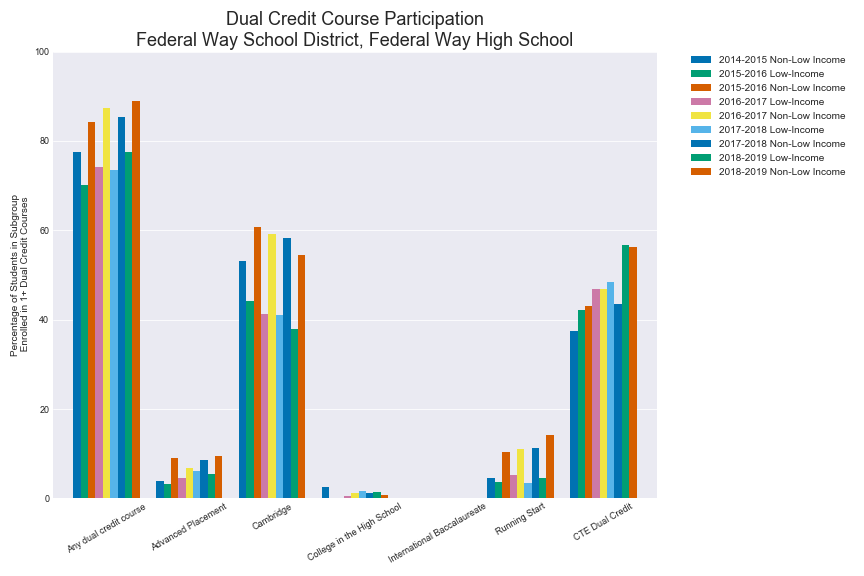 Dual Credit Course Participation
Federal Way School District, Federal Way High School
2014-2015 Non-Low Income
2015-2016 Low-Income
2015-2016 Non-Low Income
2016-2017 Low-Income
2016-2017 Non-Low Income
2017-2018 Low-Income
2017-2018 Non-Low Income
2018-2019 Low-Income
2018-2019 Non-Low Income
Percentage of Students in Subgroup
Enrolled in 1+ Dual Credit Courses
100
80
60
40
20
0
Any dual credit course
Advanced Placement
Cambridge
College in the High School
International Baccalaureate
Running Start
CTE Dual Credit